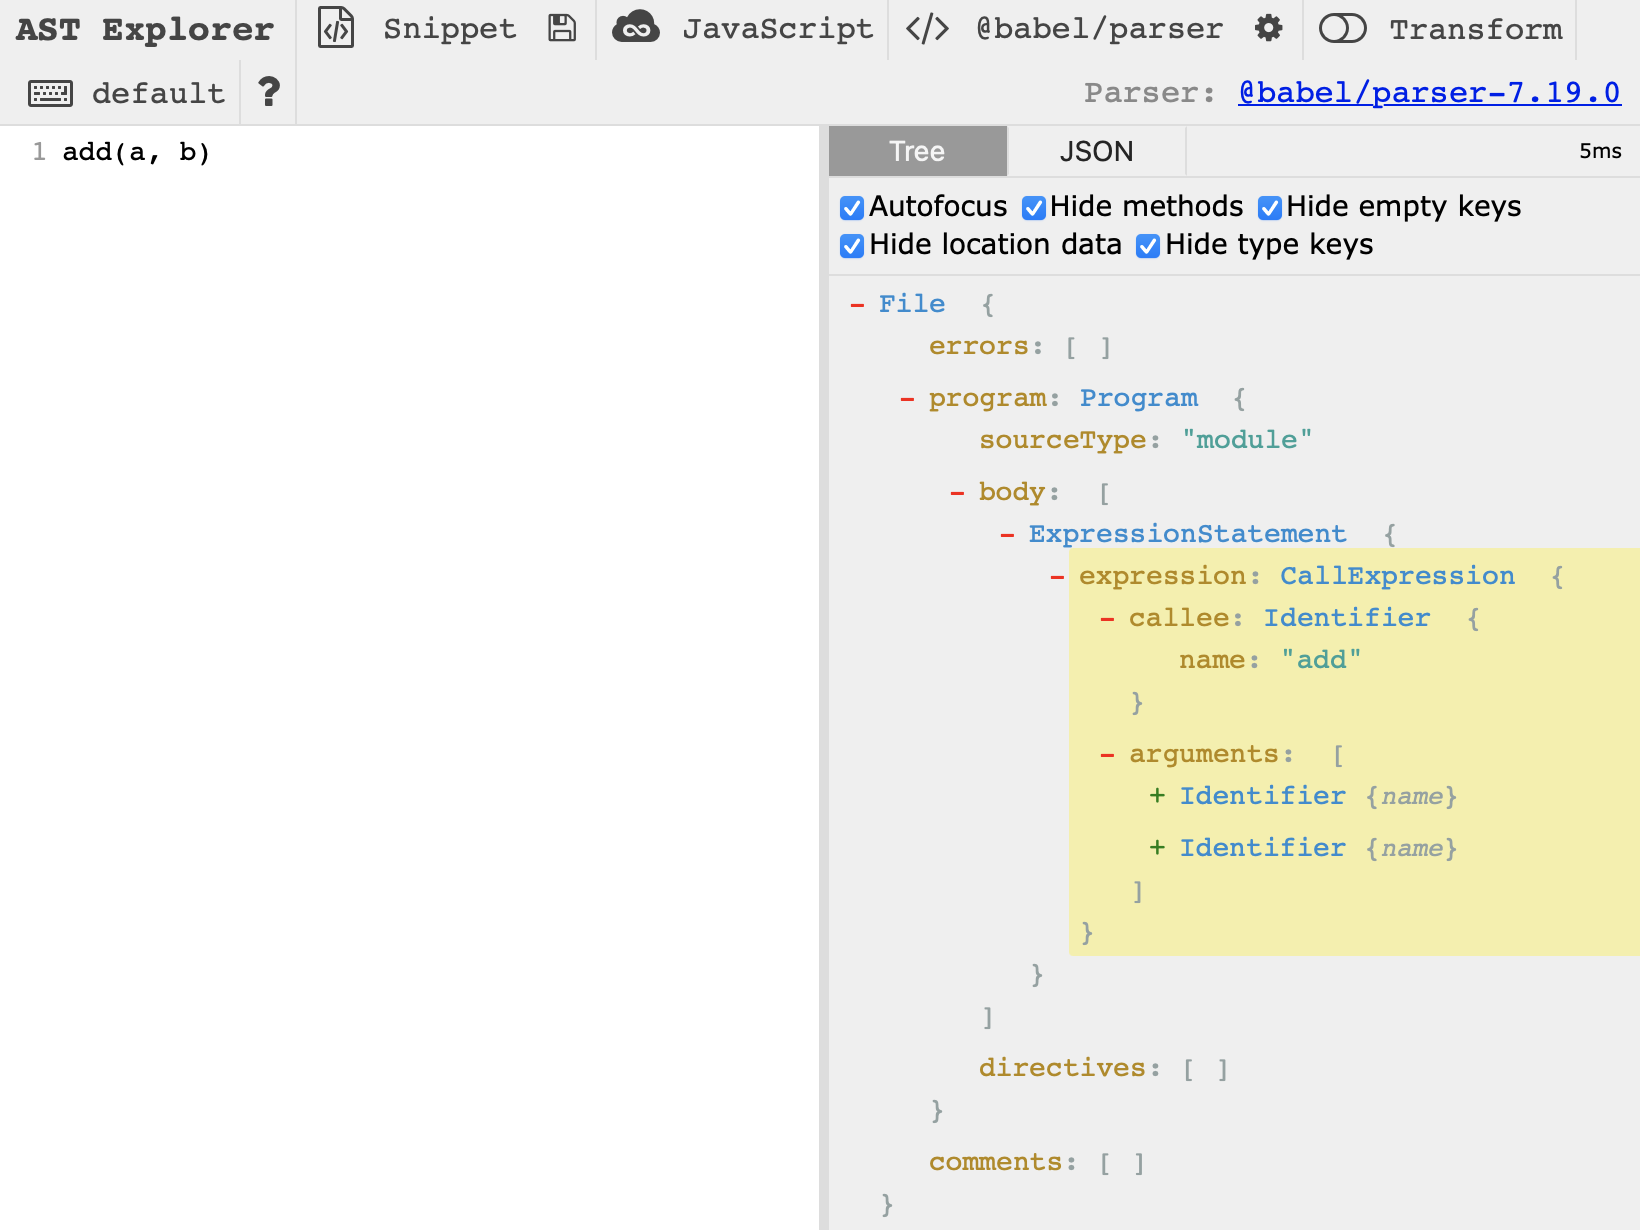 AST Explorer Snippet JavaScript </> @babel/parser Transform
default ? Parser: @babel/parser-7.19.0
1 add(a, b)
Tree JSON 5ms
Autofocus Hide methods Hide empty keys
Hide location data Hide type keys
- File {
errors: [ ]
- program: Program {
sourceType: "module"
- body: [
- ExpressionStatement {
- expression: CallExpression {
- callee: Identifier {
name: "add"
}
- arguments: [
+ Identifier {name}
+ Identifier {name}
]
}
}
]
directives: [ ]
}
comments: [ ]
}